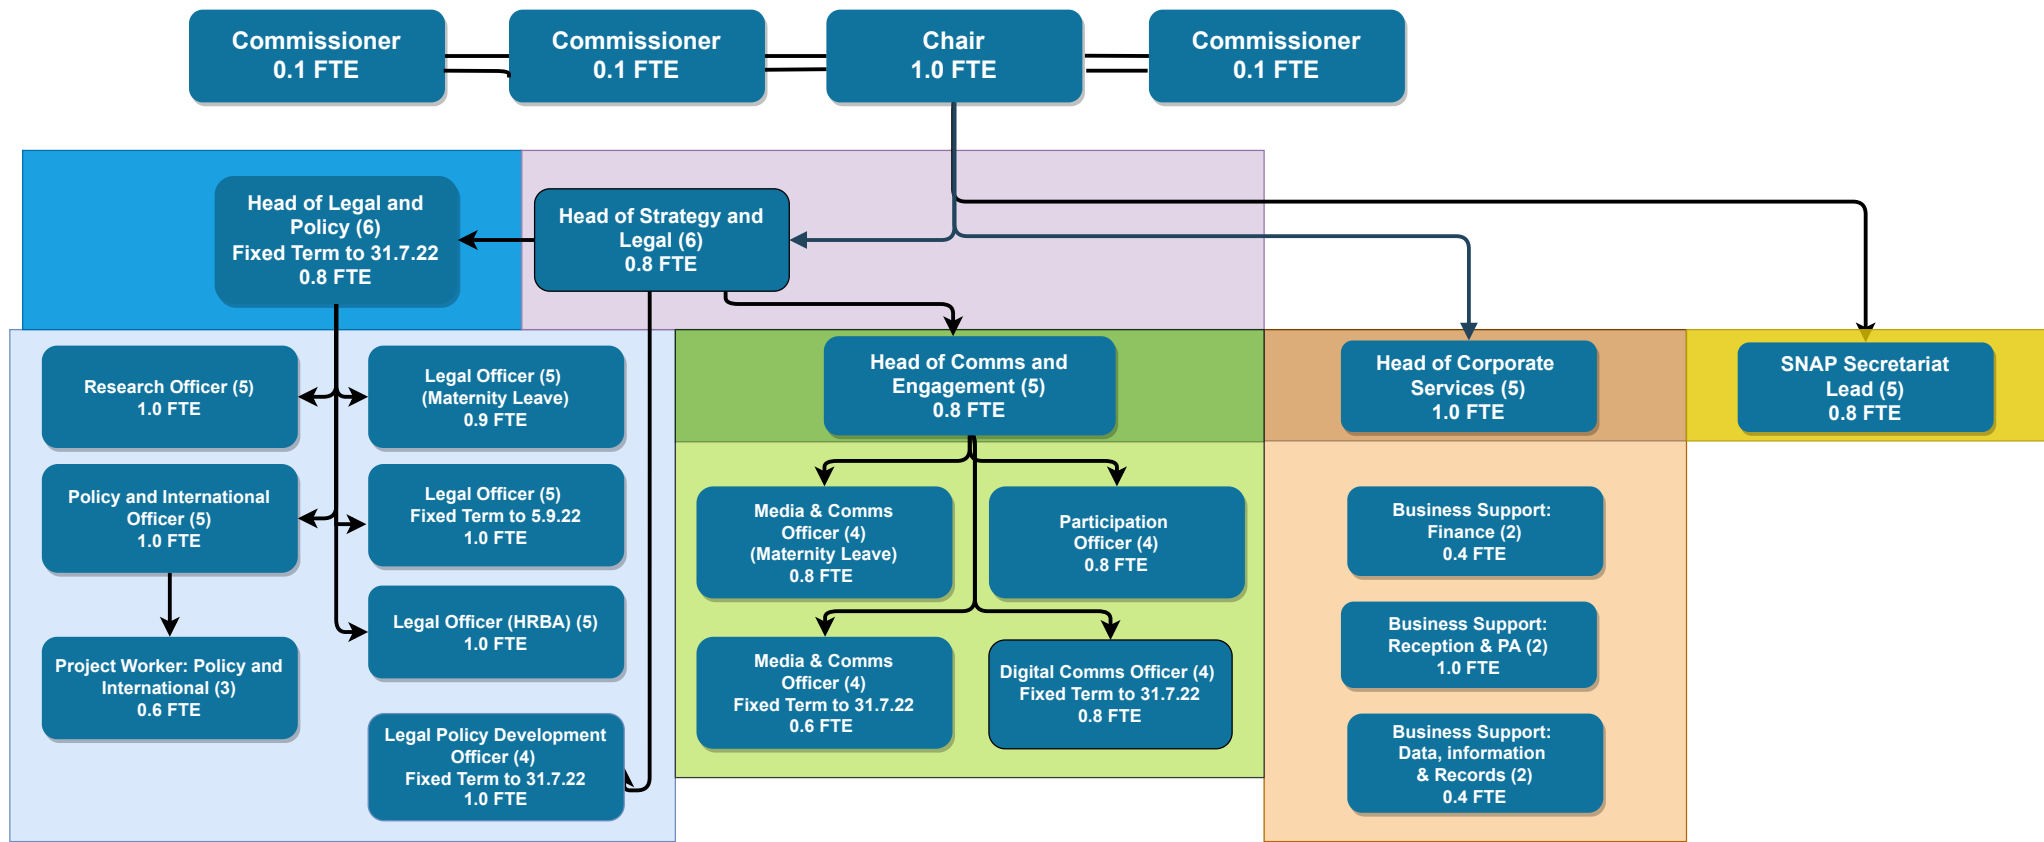 Commissioner
0.1 FTE
Commissioner
0.1 FTE
Chair
1.0 FTE
Commissioner
0.1 FTE
Head of Legal and
Policy (6)
Fixed Term to 31.7.22
0.8 FTE
Head of Strategy and
Legal (6)
0.8 FTE
Research Officer (5)
1.0 FTE
Legal Officer (5)
(Maternity Leave)
0.9 FTE
Policy and International
Officer (5)
1.0 FTE
Legal Officer (5)
Fixed Term to 5.9.22
1.0 FTE
Legal Officer (HRBA) (5)
1.0 FTE
Project Worker: Policy and
International (3)
0.6 FTE
Legal Policy Development
Officer (4)
Fixed Term to 31.7.22
1.0 FTE
Head of Comms and
Engagement (5)
0.8 FTE
Media & Comms
Officer (4)
(Maternity Leave)
0.8 FTE
Participation
Officer (4)
0.8 FTE
Media & Comms
Officer (4)
Fixed Term to 31.7.22
0.6 FTE
Digital Comms Officer (4)
Fixed Term to 31.7.22
0.8 FTE
Head of Corporate
Services (5)
1.0 FTE
Business Support:
Finance (2)
0.4 FTE
Business Support:
Reception & PA (2)
1.0 FTE
Business Support:
Data, information
& Records (2)
0.4 FTE
SNAP Secretariat
Lead (5)
0.8 FTE